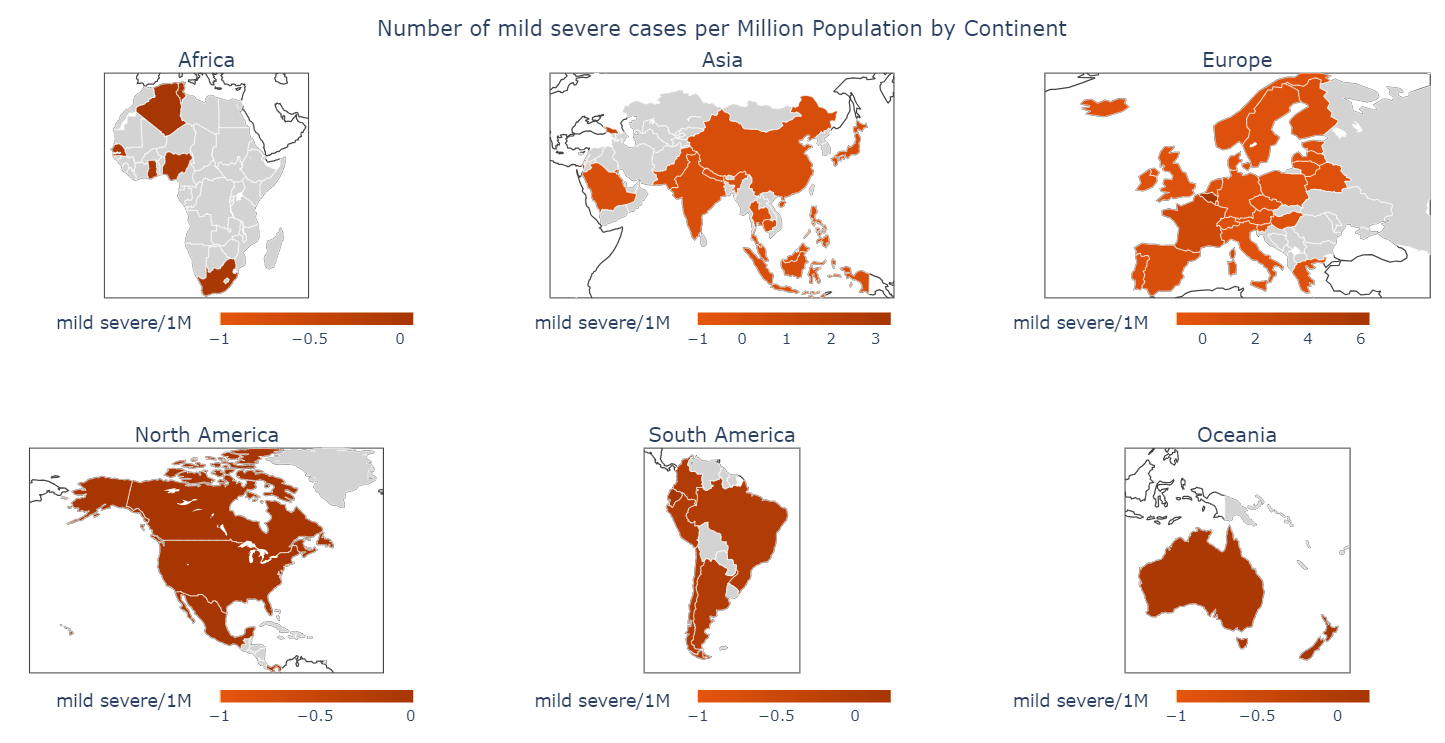 Number of mild severe cases per Million Population by Continent
Africa
Asia
Europe
mild severe/1M
−1
−0.5
0
mild severe/1M
−1
0
1
2
3
mild severe/1M
0
2
4
6
North America
South America
Oceania
mild severe/1M
−1
−0.5
0
mild severe/1M
−1
−0.5
0
mild severe/1M
−1
−0.5
0